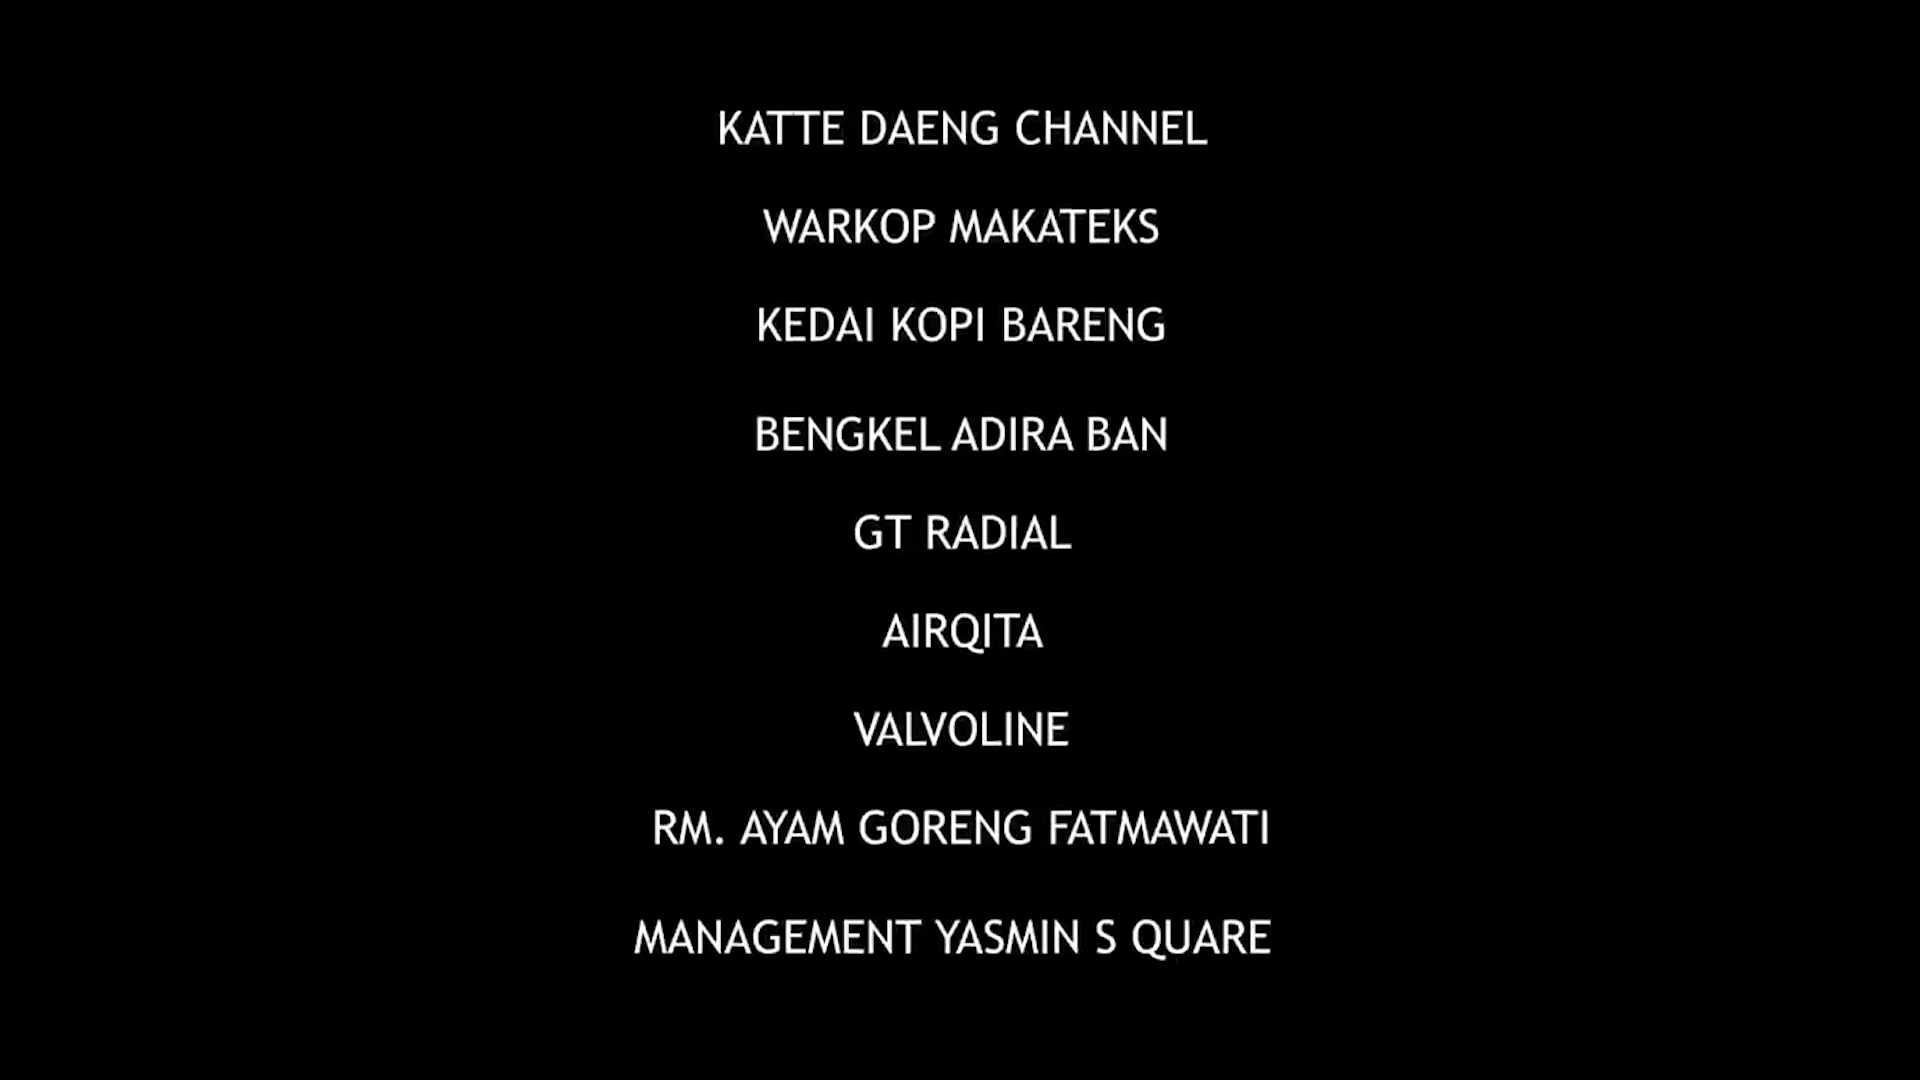 KATTE DAENG CHANNEL
WARKOP MAKATEKS
KEDAI KOPI BARENG
BENGKEL ADIRA BAN
GT RADIAL
AIRQITA
VALVOLINE
RM. AYAM GORENG FATMAWATI
MANAGEMENT YASMIN S QUARE